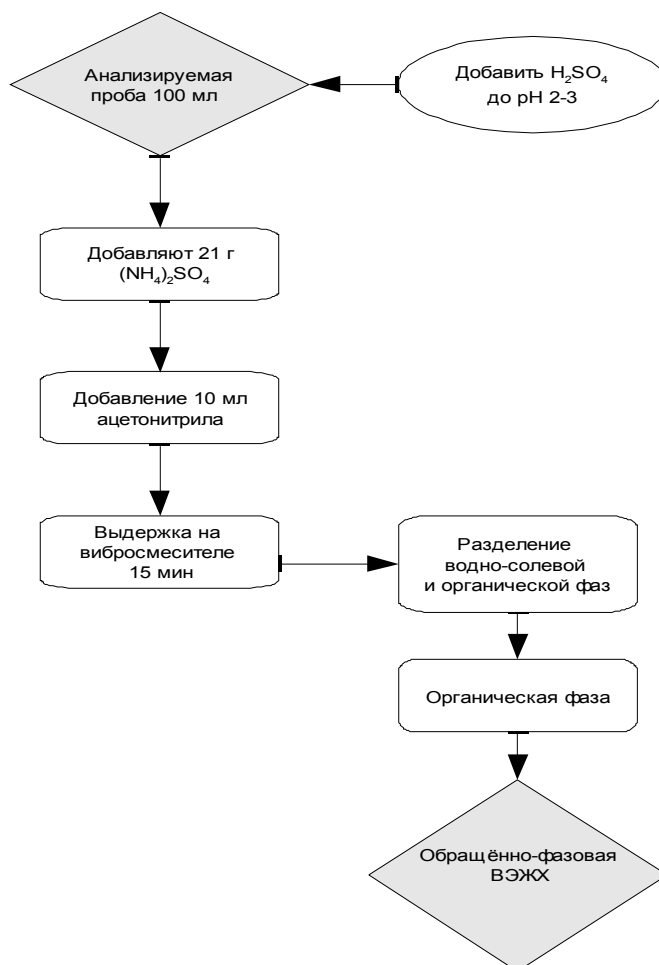 Анализируемая
проба 100 мл
Добавить H₂SO₄
до pH 2-3
Добавляют 21 г
(NH₄)₂SO₄
Добавление 10 мл
ацетонитрила
Выдержка на
вибросмесителе
15 мин
Разделение
водно-солевой
и органической фаз
Органическая фаза
Обращённо-фазовая
ВЭЖХ